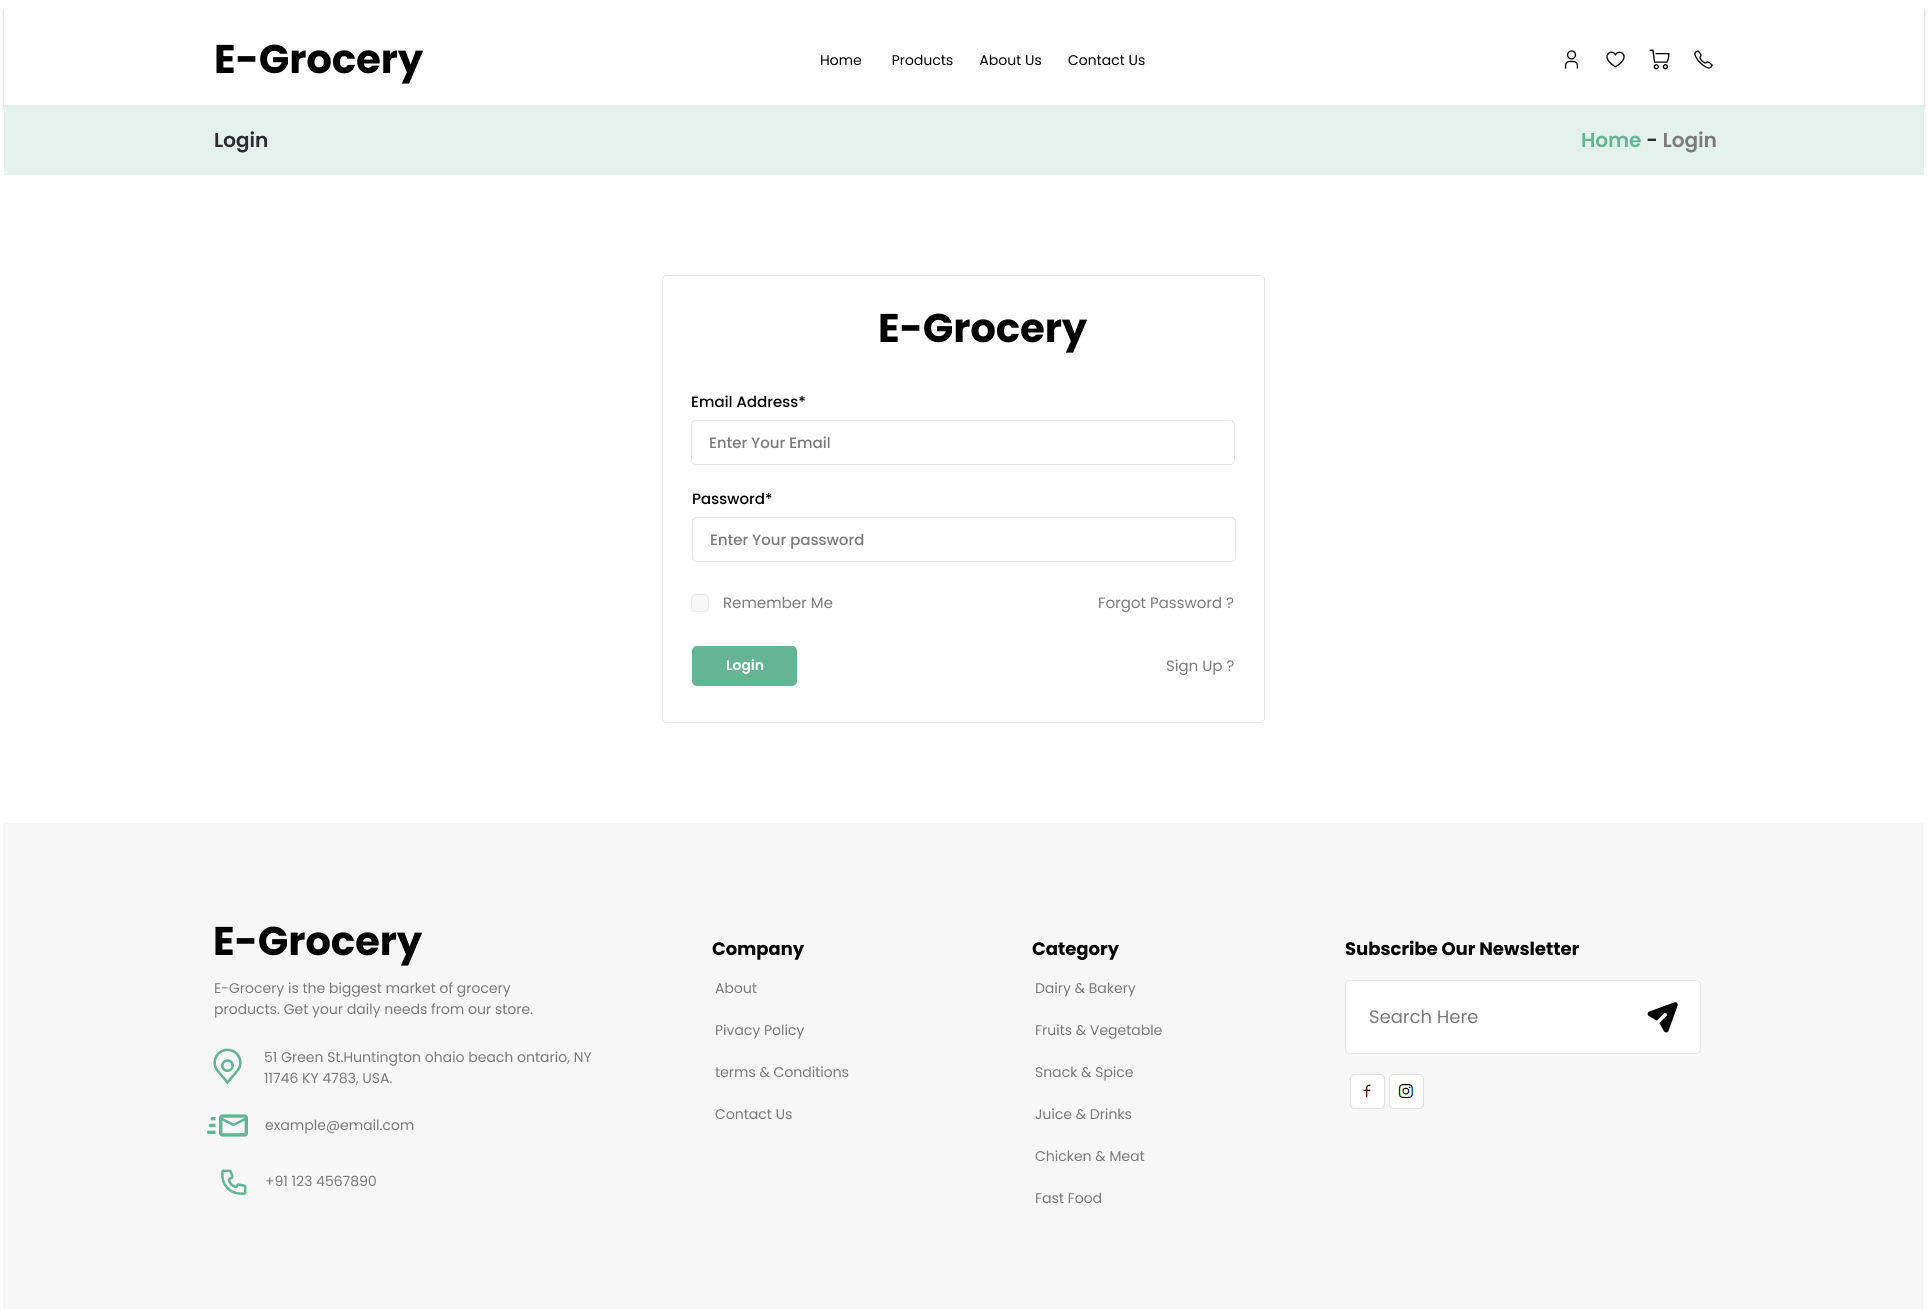 E-Grocery
Home Products About Us Contact Us
Login
Home - Login
E-Grocery
Email Address*
Enter Your Email
Password*
Enter Your password
Remember Me
Forgot Password ?
Login
Sign Up ?
E-Grocery
E-Grocery is the biggest market of grocery
products. Get your daily needs from our store.
51 Green St.Huntington ohaio beach ontario, NY
11746 KY 4783, USA.
example@email.com
+91 123 4567890
Company
About
Pivacy Policy
terms & Conditions
Contact Us
Category
Dairy & Bakery
Fruits & Vegetable
Snack & Spice
Juice & Drinks
Chicken & Meat
Fast Food
Subscribe Our Newsletter
Search Here